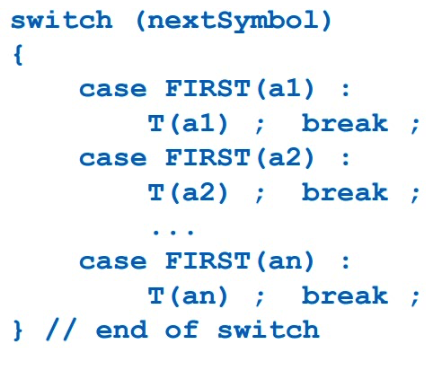 switch (nextSymbol)
{
case FIRST(a1) :
T(a1) ; break ;
case FIRST(a2) :
T(a2) ; break ;
...
case FIRST(an) :
T(an) ; break ;
} // end of switch